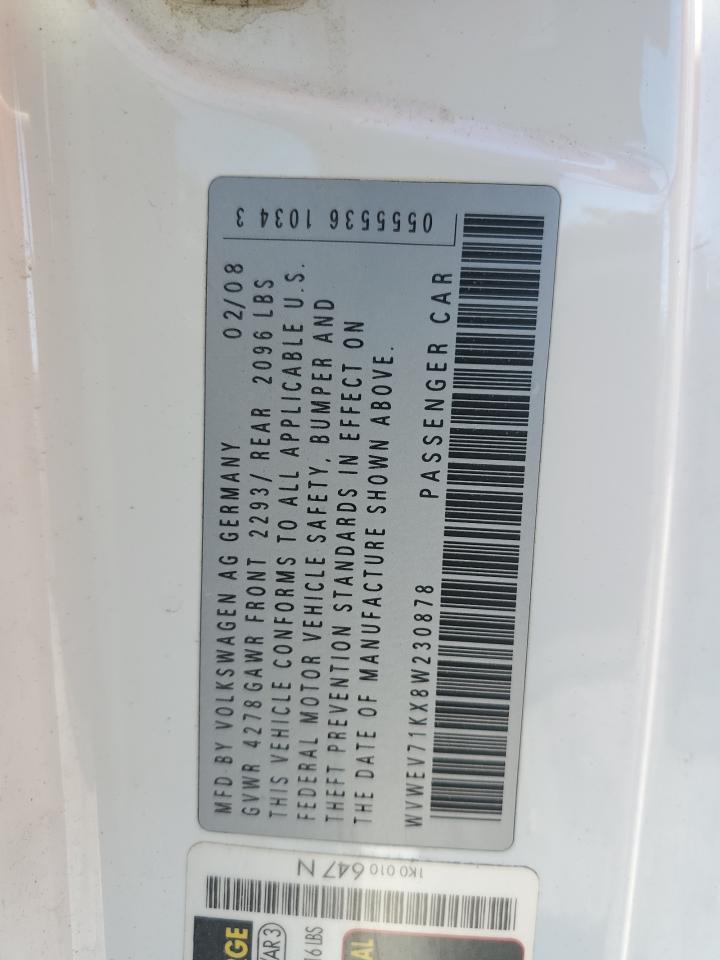 MFD BY VOLKSWAGEN AG GERMANY 02/08
GVWR 4278 GAWR FRONT 2293/ REAR 2096 LBS
THIS VEHICLE CONFORMS TO ALL APPLICABLE U.S.
FEDERAL MOTOR VEHICLE SAFETY, BUMPER AND
THEFT PREVENTION STANDARDS IN EFFECT ON
THE DATE OF MANUFACTURE SHOWN ABOVE.
WVWEV71KX8W230878 PASSENGER CAR
0555536 1034 3
1K0 010 647 N